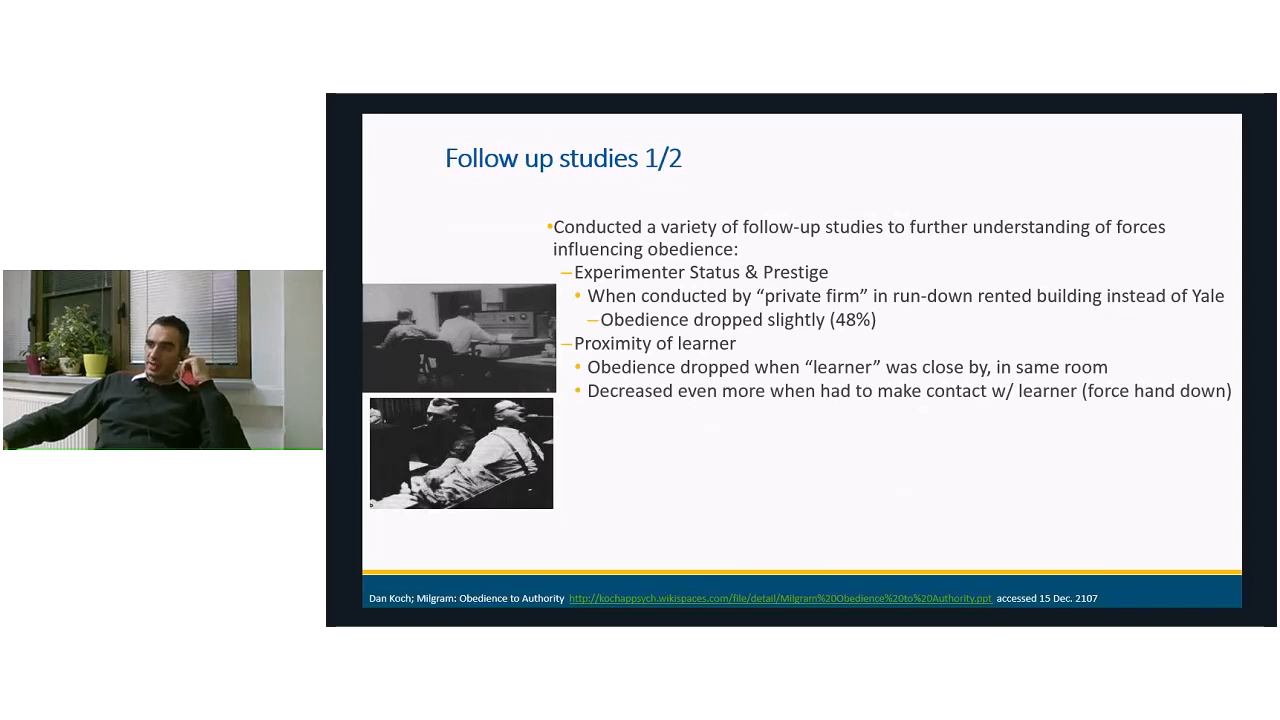 Follow up studies 1/2
•Conducted a variety of follow-up studies to further understanding of forces
influencing obedience:
–Experimenter Status & Prestige
• When conducted by “private firm” in run-down rented building instead of Yale
–Obedience dropped slightly (48%)
–Proximity of learner
• Obedience dropped when “learner” was close by, in same room
• Decreased even more when had to make contact w/ learner (force hand down)
Dan Koch; Milgram: Obedience to Authority http://kochappsych.wikispaces.com/file/detail/Milgram%20Obedience%20to%20Authority.ppt accessed 15 Dec. 2107